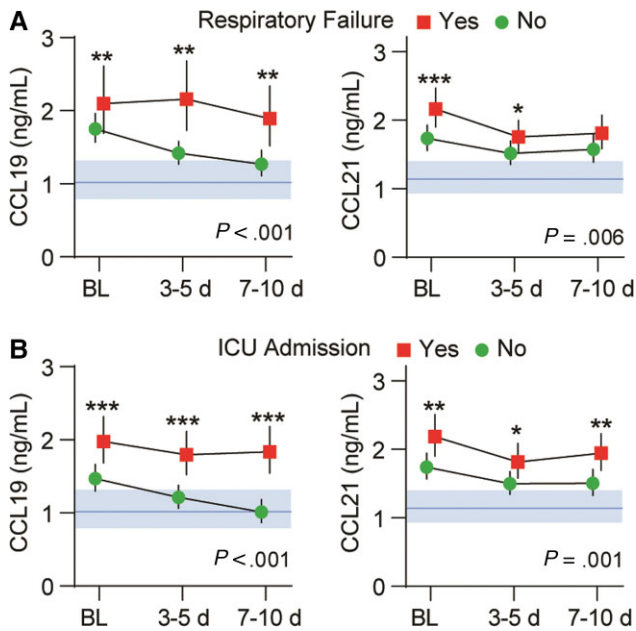 A
Respiratory Failure Yes No
3
2
1
0
CCL19 (ng/mL)
** ** **
P < .001
BL 3-5 d 7-10 d
3
2
1
0
CCL21 (ng/mL)
*** *
P = .006
BL 3-5 d 7-10 d
B
ICU Admission Yes No
3
2
1
0
CCL19 (ng/mL)
*** *** ***
P < .001
BL 3-5 d 7-10 d
3
2
1
0
CCL21 (ng/mL)
** * **
P = .001
BL 3-5 d 7-10 d